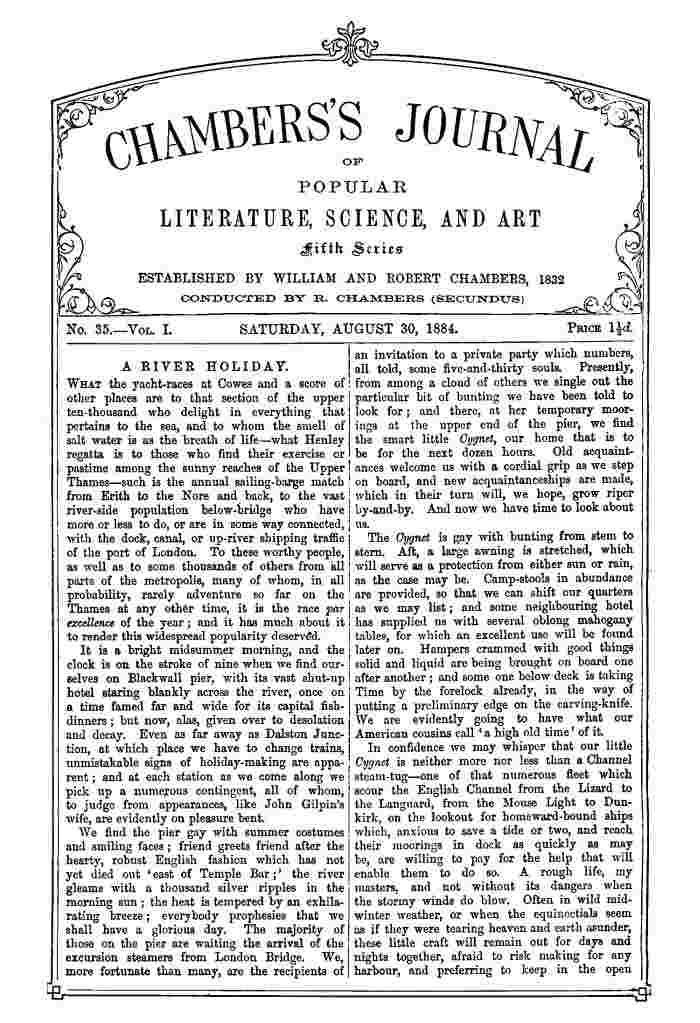 CHAMBERS'S JOURNAL
OF
POPULAR
LITERATURE, SCIENCE, AND ART
Fifth Series
ESTABLISHED BY WILLIAM AND ROBERT CHAMBERS, 1832
CONDUCTED BY R. CHAMBERS (SECUNDUS)
No. 35.—Vol. I.
SATURDAY, AUGUST 30, 1884.
Price 1½d.
A RIVER HOLIDAY.
What the yacht-races at Cowes and a score of
other places are to that section of the upper
ten-thousand who delight in everything that
pertains to the sea, and to whom the smell of
salt water is as the breath of life—what Henley
regatta is to those who find their exercise or
pastime among the sunny reaches of the Upper
Thames—such is the annual sailing-barge match
from Erith to the Nore and back, to the vast
river-side population below-bridge who have
more or less to do, or are in some way connected,
with the dock, canal, or up-river shipping traffic
of the port of London. To these worthy people,
as well as to some thousands of others from all
parts of the metropolis, many of whom, in all
probability, rarely adventure so far on the
Thames at any other time, it is the race par
excellence of the year; and it has much about it
to render this widespread popularity deserved.
It is a bright midsummer morning, and the
clock is on the stroke of nine when we find our-
selves on Blackwall pier, with its vast shut-up
hotel staring blankly across the river, once on
a time famed far and wide for its capital fish-
dinners; but now, alas, given over to desolation
and decay. Even as far away as Dalston Junc-
tion, at which place we have to change trains,
unmistakable signs of holiday-making are appa-
rent; and at each station as we come along we
pick up a numerous contingent, all of whom,
to judge from appearances, like John Gilpin's
wife, are evidently on pleasure bent.
We find the pier gay with summer costumes
and smiling faces; friend greets friend after the
hearty, robust English fashion which has not
yet died out 'east of Temple Bar;' the river
gleams with a thousand silver ripples in the
morning sun; the heat is tempered by an exhila-
rating breeze; everybody prophesies that we
shall have a glorious day. The majority of
those on the pier are waiting the arrival of the
excursion steamers from London Bridge. We,
more fortunate than many, are the recipients of
an invitation to a private party which numbers,
all told, some five-and-thirty souls. Presently,
from among a cloud of others we single out the
particular bit of bunting we have been told to
look for; and there, at her temporary moor-
ings at the upper end of the pier, we find
the smart little Cygnet, our home that is to
be for the next dozen hours. Old acquaint-
ances welcome us with a cordial grip as we step
on board, and new acquaintanceships are made,
which in their turn will, we hope, grow riper
by-and-by. And now we have time to look about
us.
The Cygnet is gay with bunting from stem to
stern. Aft, a large awning is stretched, which
will serve as a protection from either sun or rain,
as the case may be. Camp-stools in abundance
are provided, so that we can shift our quarters
as we may list; and some neighbouring hotel
has supplied us with several oblong mahogany
tables, for which an excellent use will be found
later on. Hampers crammed with good things
solid and liquid are being brought on board one
after another; and some one below deck is taking
Time by the forelock already, in the way of
putting a preliminary edge on the carving-knife.
We are evidently going to have what our
American cousins call 'a high old time' of it.
In confidence we may whisper that our little
Cygnet is neither more nor less than a Channel
steam-tug—one of that numerous fleet which
scour the English Channel from the Lizard to
the Languard, from the Mouse Light to Dun-
kirk, on the lookout for homeward-bound ships
which, anxious to save a tide or two, and reach
their moorings in dock as quickly as may
be, are willing to pay for the help that will
enable them to do so. A rough life, my
masters, and not without its dangers when
the stormy winds do blow. Often in wild mid-
winter weather, or when the equinoctials seem
as if they were tearing heaven and earth asunder,
these little craft will remain out for days and
nights together, afraid to risk making for any
harbour, and preferring to keep in the open